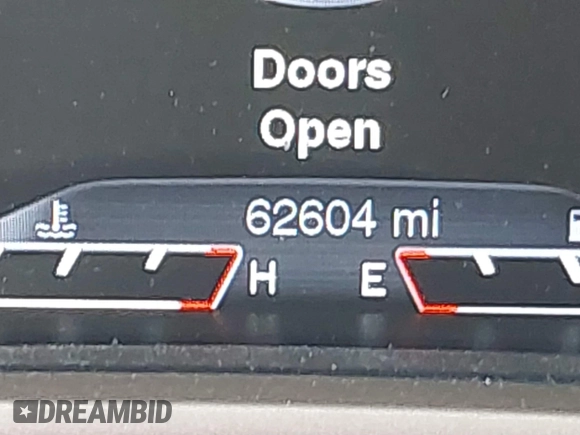 Doors
Open
62604 mi
H E
DREAMBID